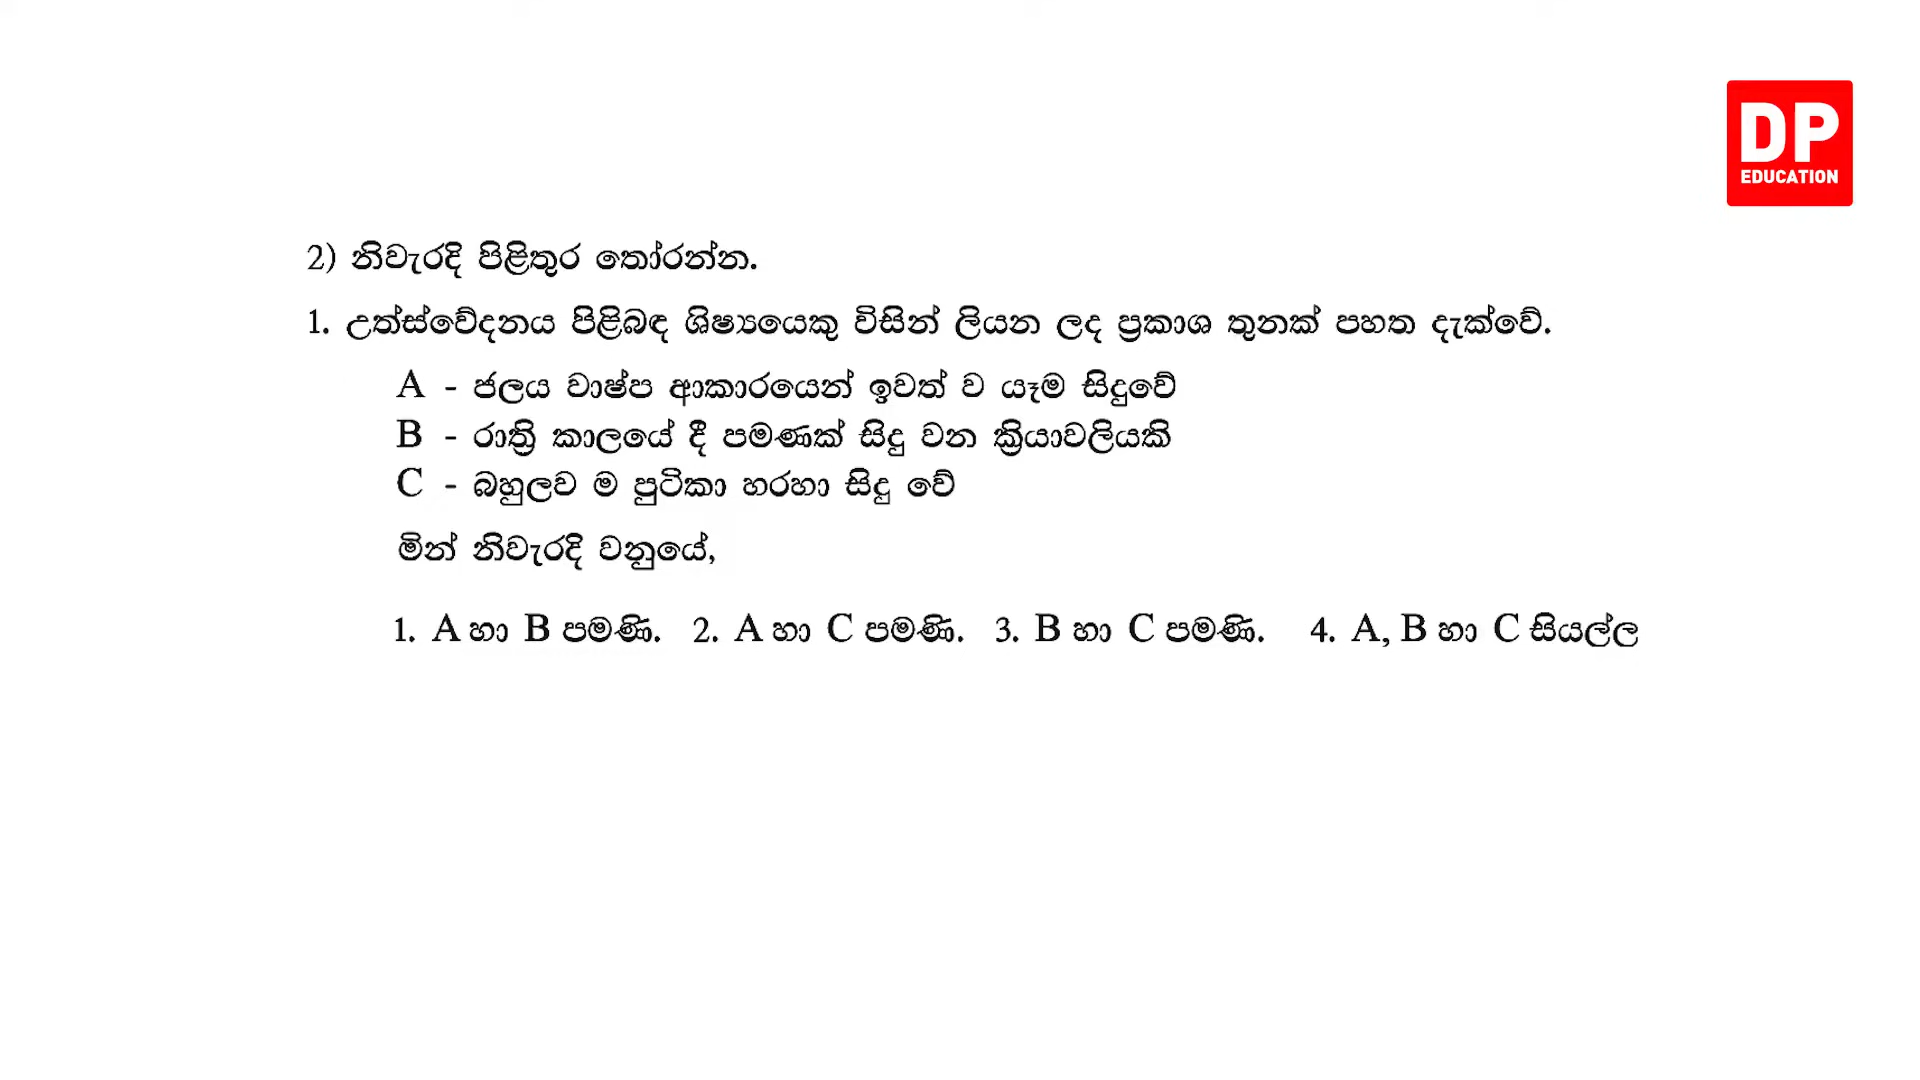 DP
EDUCATION
2) නිවැරදි පිළිතුර තෝරන්න.
1. උත්ස්වේදනය පිළිබඳ ශිෂ්‍යයෙකු විසින් ලියන ලද ප්‍රකාශ තුනක් පහත දැක්වේ.
A - ජලය වාෂ්ප ආකාරයෙන් ඉවත් ව යෑම සිදුවේ
B - රාත්‍රි කාලයේ දී පමණක් සිදු වන ක්‍රියාවලියකි
C - බහුලව ම පුටිකා හරහා සිදු වේ
මින් නිවැරදි වනුයේ,
1. A හා B පමණි. 2. A හා C පමණි. 3. B හා C පමණි. 4. A, B හා C සියල්ල